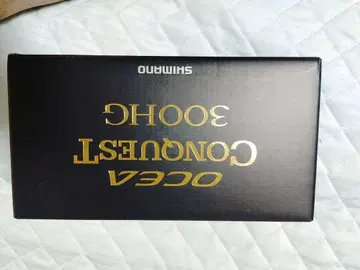 OCEA
CONQUEST
300HG
SHIMANO